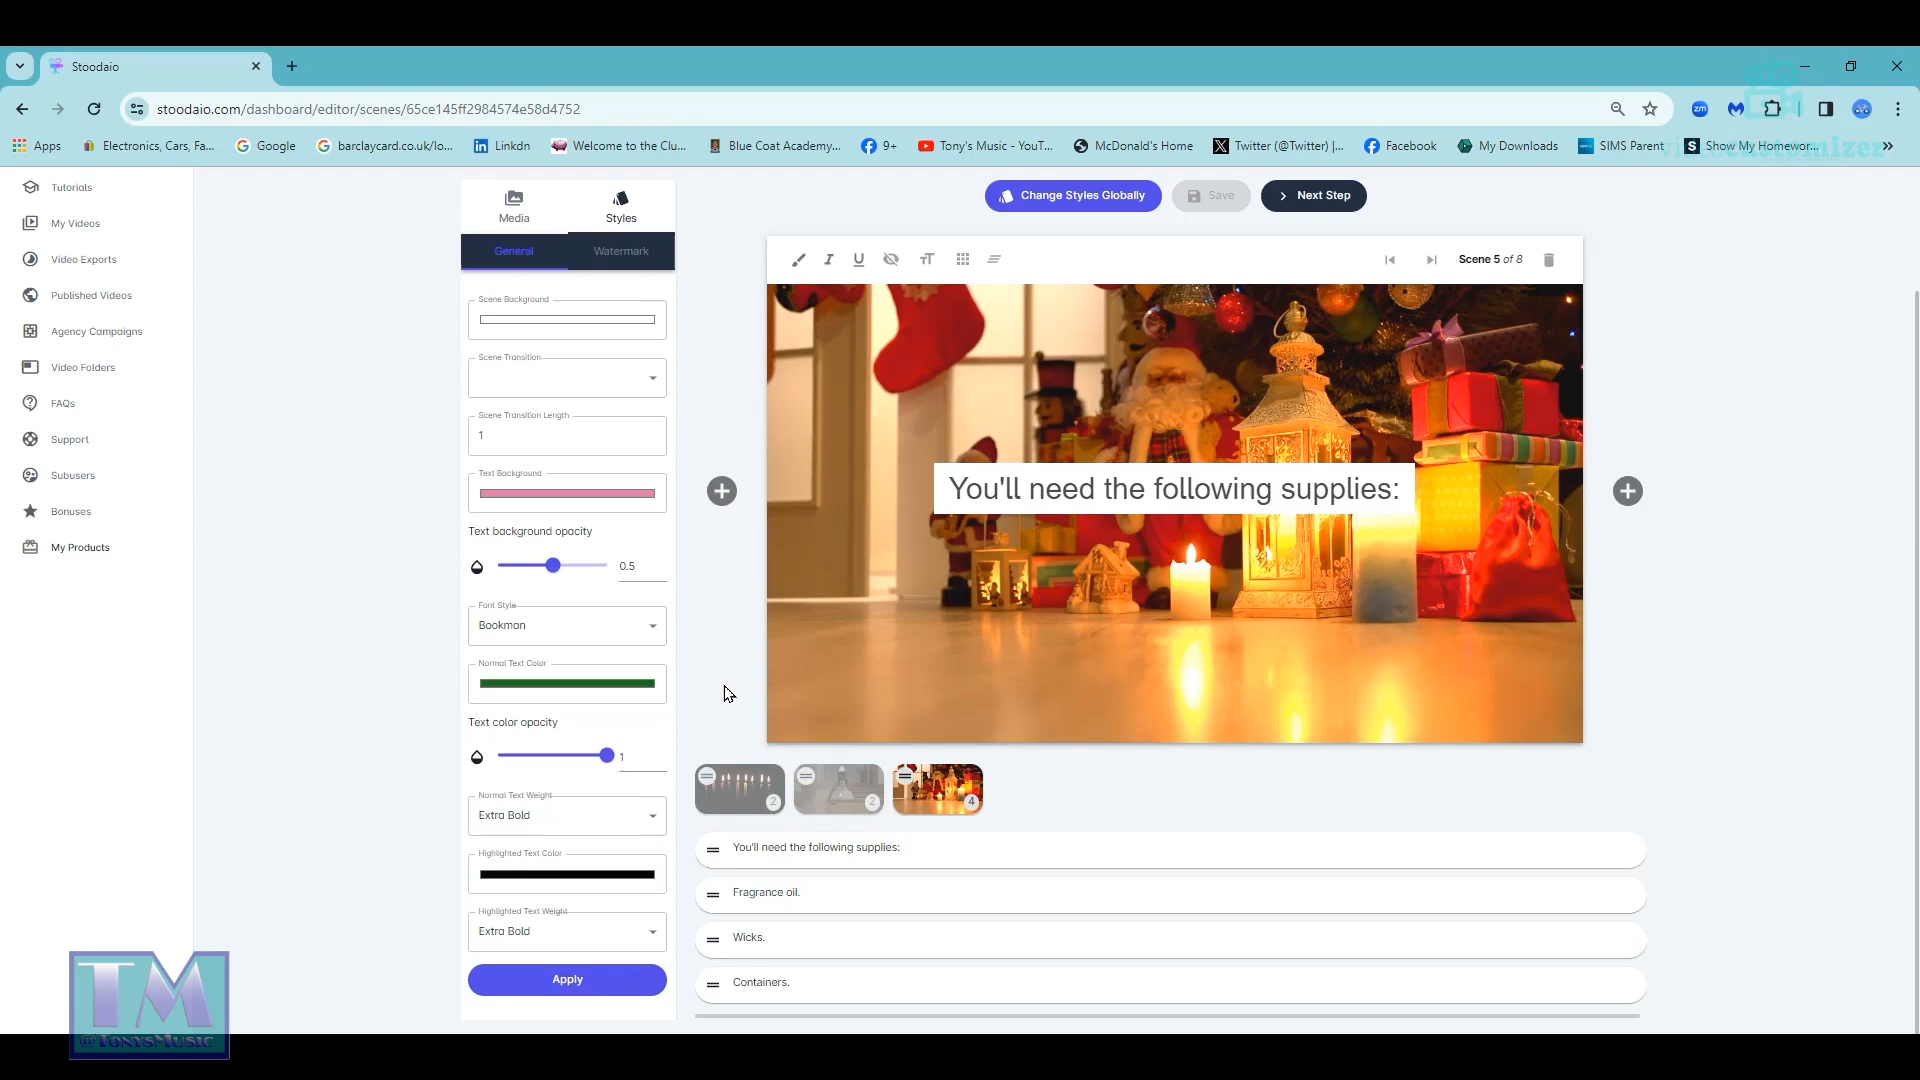 Stoodaio
stoodaio.com/dashboard/editor/scenes/65ce145ff2984574e58d4752
zm
Apps
Electronics, Cars, Fa...
Google
barclaycard.co.uk/lo...
Linkdn
Welcome to the Clu...
Blue Coat Academy...
9+
Tony's Music - YouT...
McDonald's Home
Twitter (@Twitter) |...
Facebook
My Downloads
SIMS Parent
Show My Homewor...
customizer
Tutorials
My Videos
Video Exports
Published Videos
Agency Campaigns
Video Folders
FAQs
Support
Subusers
Bonuses
My Products
Media
Styles
General
Watermark
Scene Background
Scene Transition
Scene Transition Length
1
Text Background
Text background opacity
0.5
Font Style
Bookman
Normal Text Color
Text color opacity
1
Normal Text Weight
Extra Bold
Highlighted Text Color
Highlighted Text Weight
Extra Bold
Apply
Change Styles Globally
Save
Next Step
Scene 5 of 8
You'll need the following supplies:
2
2
4
You'll need the following supplies:
Fragrance oil.
Wicks.
Containers.
TM
@TonysMusic